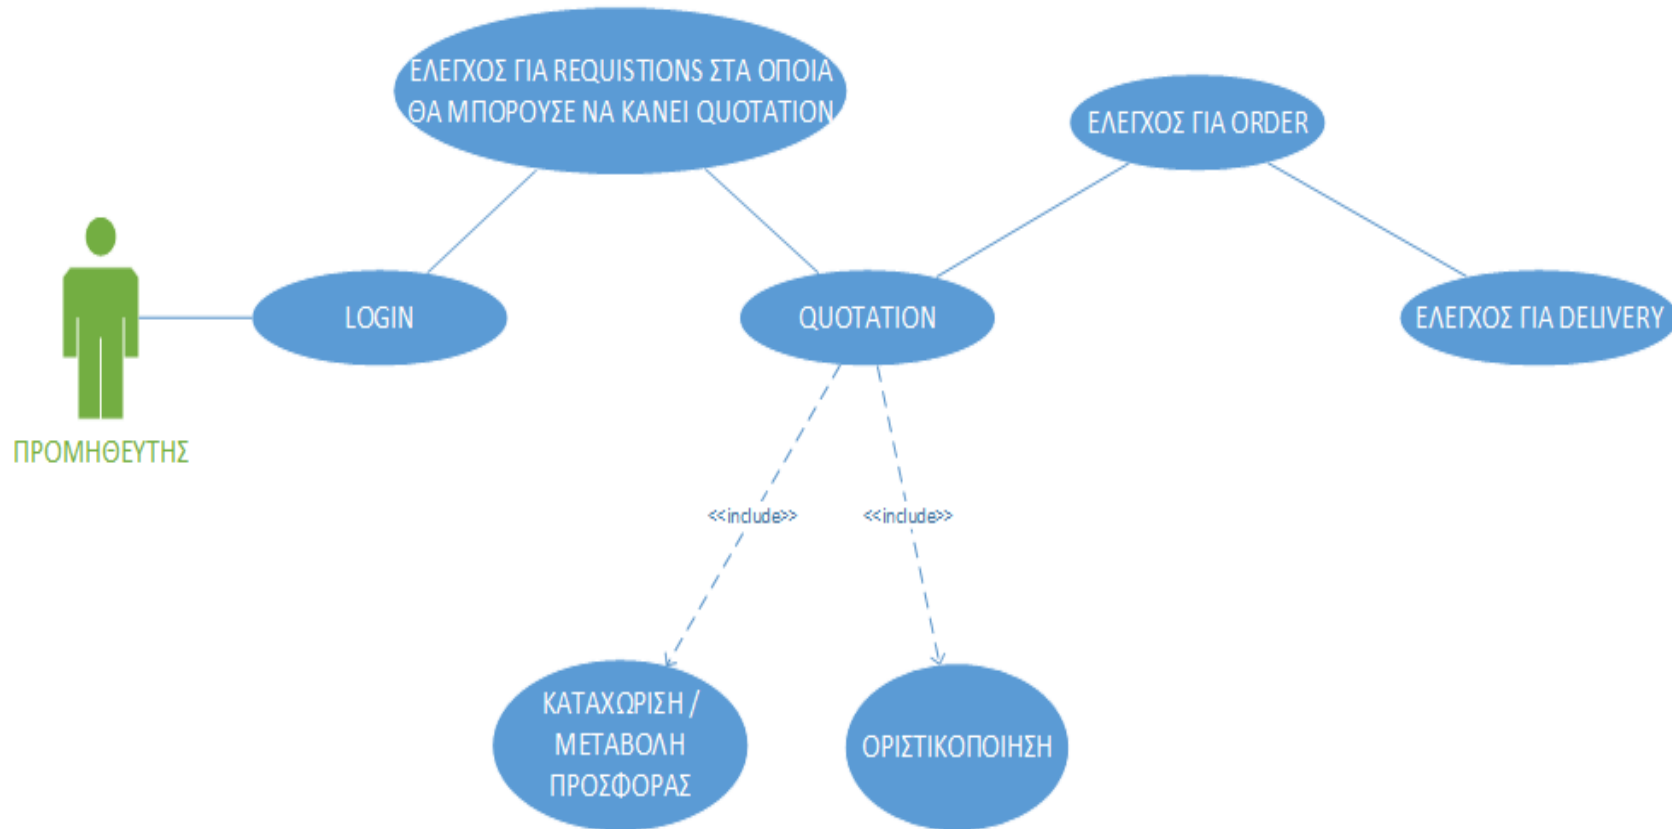 ΕΛΕΓΧΟΣ ΓΙΑ REQUISTIONS ΣΤΑ ΟΠΟΙΑ
ΘΑ ΜΠΟΡΟΥΣΕ ΝΑ ΚΑΝΕΙ QUOTATION
ΕΛΕΓΧΟΣ ΓΙΑ ORDER
LOGIN
QUOTATION
ΕΛΕΓΧΟΣ ΓΙΑ DELIVERY
ΠΡΟΜΗΘΕΥΤΗΣ
<<include>>
<<include>>
ΚΑΤΑΧΩΡΙΣΗ /
ΜΕΤΑΒΟΛΗ
ΠΡΟΣΦΟΡΑΣ
ΟΡΙΣΤΙΚΟΠΟΙΗΣΗ